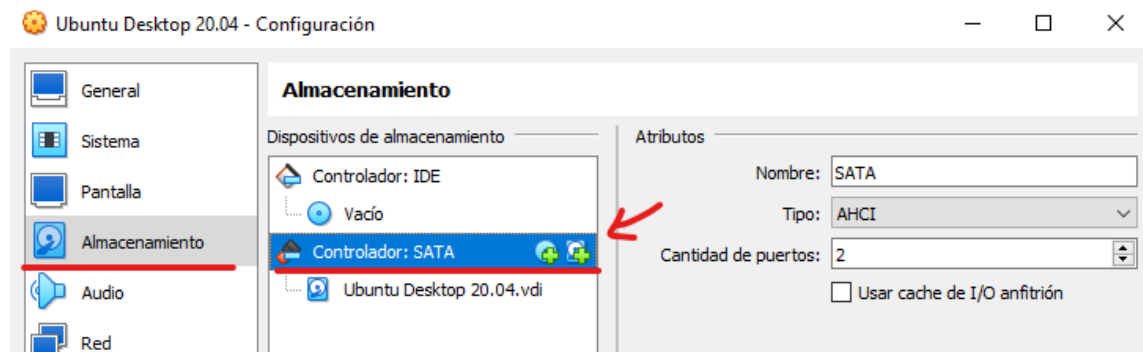 Ubuntu Desktop 20.04 - Configuración
General
Sistema
Pantalla
Almacenamiento
Audio
Red
Almacenamiento
Dispositivos de almacenamiento
Controlador: IDE
Vacío
Controlador: SATA
Ubuntu Desktop 20.04.vdi
Atributos
Nombre: SATA
Tipo: AHCI
Cantidad de puertos: 2
Usar cache de I/O anfitrión